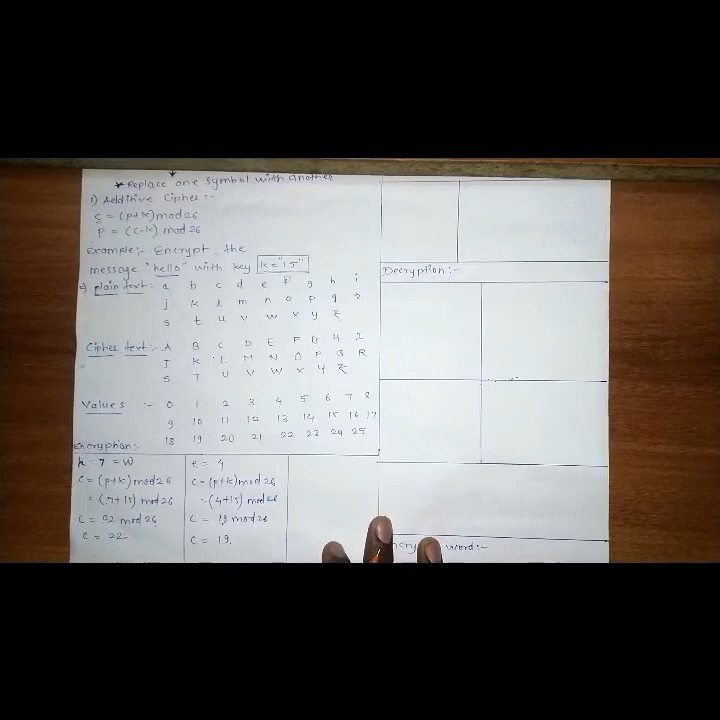 * Replace one symbol with another
1) Additive Cipher:-
C = (P+K) mod 26
P = (C-K) mod 26
Example:- Encrypt the
message "hello" with key K="15"
plain text: a b c d e f g h i
j k l m n o p q r
s t u v w x y z
Cipher text:- A B C D E F G H I
J K L M N O P Q R
S T U V W X Y Z
Values :- 0 1 2 3 4 5 6 7 8
9 10 11 12 13 14 15 16 17
18 19 20 21 22 23 24 25
Encryption:-
h = 7 = W
C = (P+K) mod 26
= (7+15) mod 26
C = 22 mod 26
C = 22
e = 4
C = (P+K) mod 26
= (4+15) mod 26
C = 19 mod 26
C = 19
Decryption:-
word:-